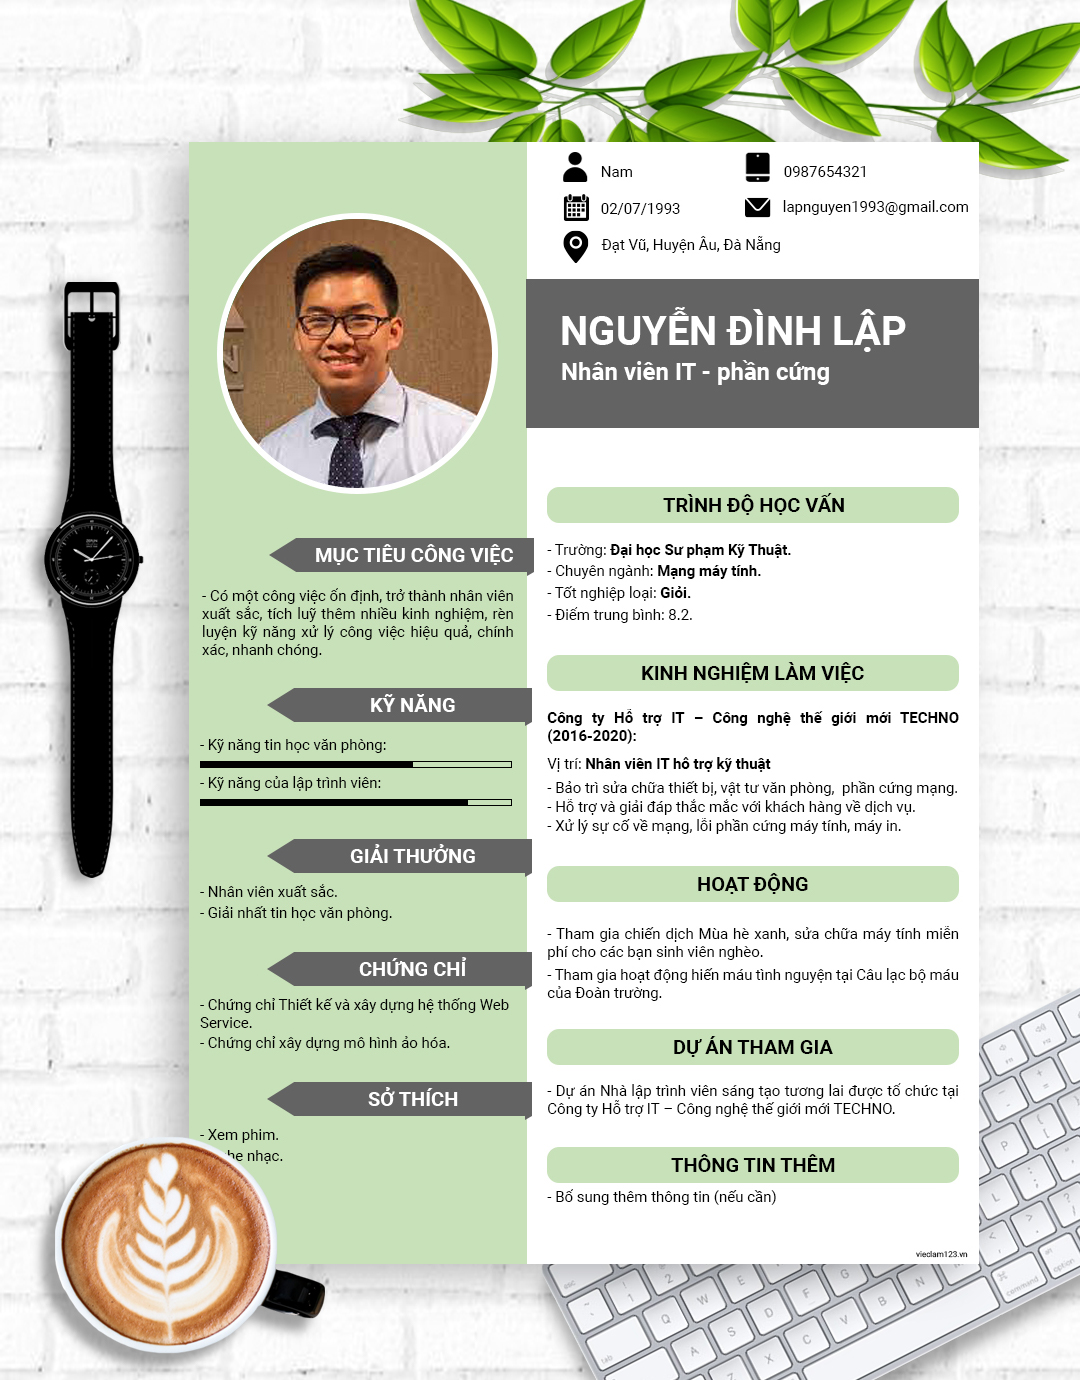 Nam
0987654321
02/07/1993
lapnguyen1993@gmail.com
Đạt Vũ, Huyện Âu, Đà Nẵng
NGUYỄN ĐÌNH LẬP
Nhân viên IT - phần cứng
MỤC TIÊU CÔNG VIỆC
- Có một công việc ổn định, trở thành nhân viên
xuất sắc, tích luỹ thêm nhiều kinh nghiệm, rèn
luyện kỹ năng xử lý công việc hiệu quả, chính
xác, nhanh chóng.
KỸ NĂNG
- Kỹ năng tin học văn phòng:
- Kỹ năng của lập trình viên:
GIẢI THƯỞNG
- Nhân viên xuất sắc.
- Giải nhất tin học văn phòng.
CHỨNG CHỈ
- Chứng chỉ Thiết kế và xây dựng hệ thống Web
Service.
- Chứng chỉ xây dựng mô hình ảo hóa.
SỞ THÍCH
- Xem phim.
nhạc.
TRÌNH ĐỘ HỌC VẤN
- Trường: Đại học Sư phạm Kỹ Thuật.
- Chuyên ngành: Mạng máy tính.
- Tốt nghiệp loại: Giỏi.
- Điểm trung bình: 8.2.
KINH NGHIỆM LÀM VIỆC
Công ty Hỗ trợ IT – Công nghệ thế giới mới TECHNO
(2016-2020):
Vị trí: Nhân viên IT hỗ trợ kỹ thuật
- Bảo trì sửa chữa thiết bị, vật tư văn phòng, phần cứng mạng.
- Hỗ trợ và giải đáp thắc mắc với khách hàng về dịch vụ.
- Xử lý sự cố về mạng, lỗi phần cứng máy tính, máy in.
HOẠT ĐỘNG
- Tham gia chiến dịch Mùa hè xanh, sửa chữa máy tính miễn
phí cho các bạn sinh viên nghèo.
- Tham gia hoạt động hiến máu tình nguyện tại Câu lạc bộ máu
của Đoàn trường.
DỰ ÁN THAM GIA
- Dự án Nhà lập trình viên sáng tạo tương lai được tổ chức tại
Công ty Hỗ trợ IT – Công nghệ thế giới mới TECHNO.
THÔNG TIN THÊM
- Bổ sung thêm thông tin (nếu cần)
vieclam123.vn